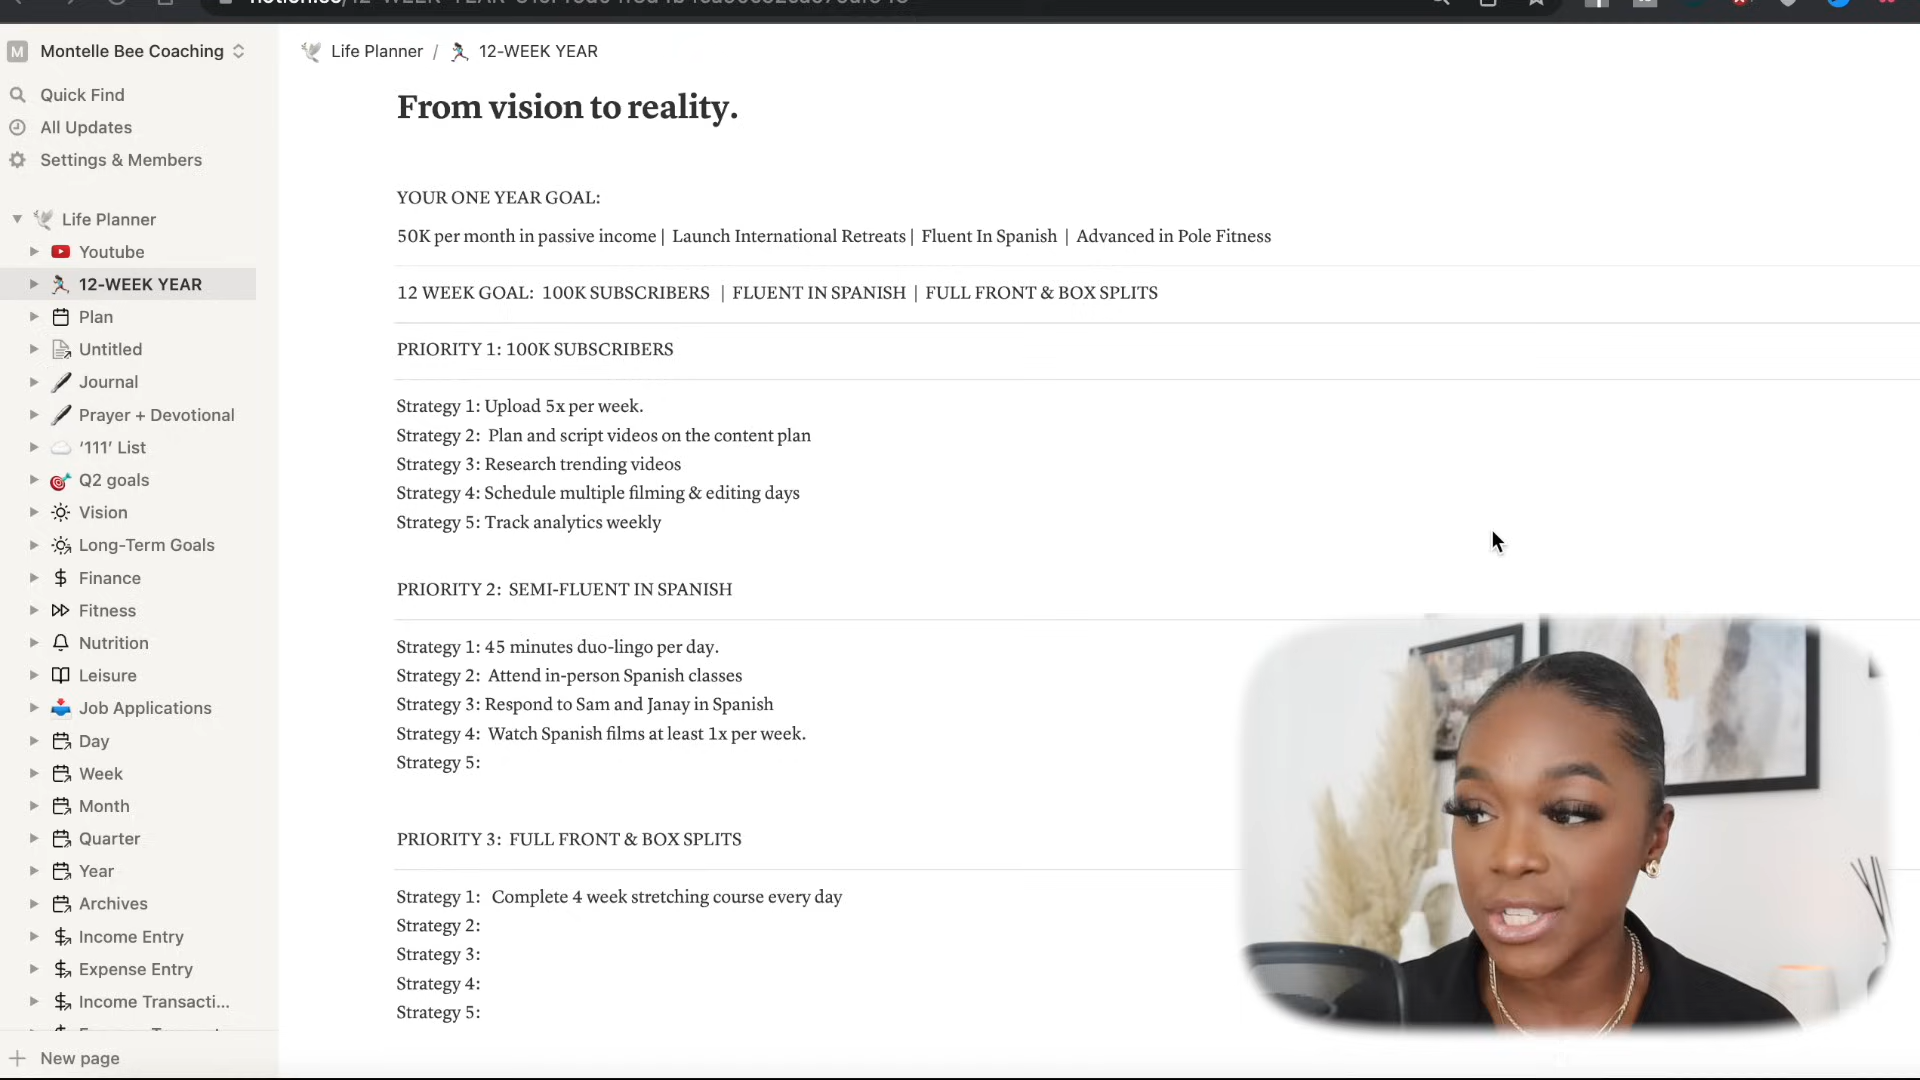 Montelle Bee Coaching
Quick Find
All Updates
Settings & Members
Life Planner
Youtube
12-WEEK YEAR
Plan
Untitled
Journal
Prayer + Devotional
‘111’ List
Q2 goals
Vision
Long-Term Goals
Finance
Fitness
Nutrition
Leisure
Job Applications
Day
Week
Month
Quarter
Year
Archives
Income Entry
Expense Entry
Income Transacti...
New page
Life Planner / 12-WEEK YEAR
From vision to reality.
YOUR ONE YEAR GOAL:
50K per month in passive income | Launch International Retreats | Fluent In Spanish | Advanced in Pole Fitness
12 WEEK GOAL: 100K SUBSCRIBERS | FLUENT IN SPANISH | FULL FRONT & BOX SPLITS
PRIORITY 1: 100K SUBSCRIBERS
Strategy 1: Upload 5x per week.
Strategy 2: Plan and script videos on the content plan
Strategy 3: Research trending videos
Strategy 4: Schedule multiple filming & editing days
Strategy 5: Track analytics weekly
PRIORITY 2: SEMI-FLUENT IN SPANISH
Strategy 1: 45 minutes duo-lingo per day.
Strategy 2: Attend in-person Spanish classes
Strategy 3: Respond to Sam and Janay in Spanish
Strategy 4: Watch Spanish films at least 1x per week.
Strategy 5:
PRIORITY 3: FULL FRONT & BOX SPLITS
Strategy 1: Complete 4 week stretching course every day
Strategy 2:
Strategy 3:
Strategy 4:
Strategy 5: